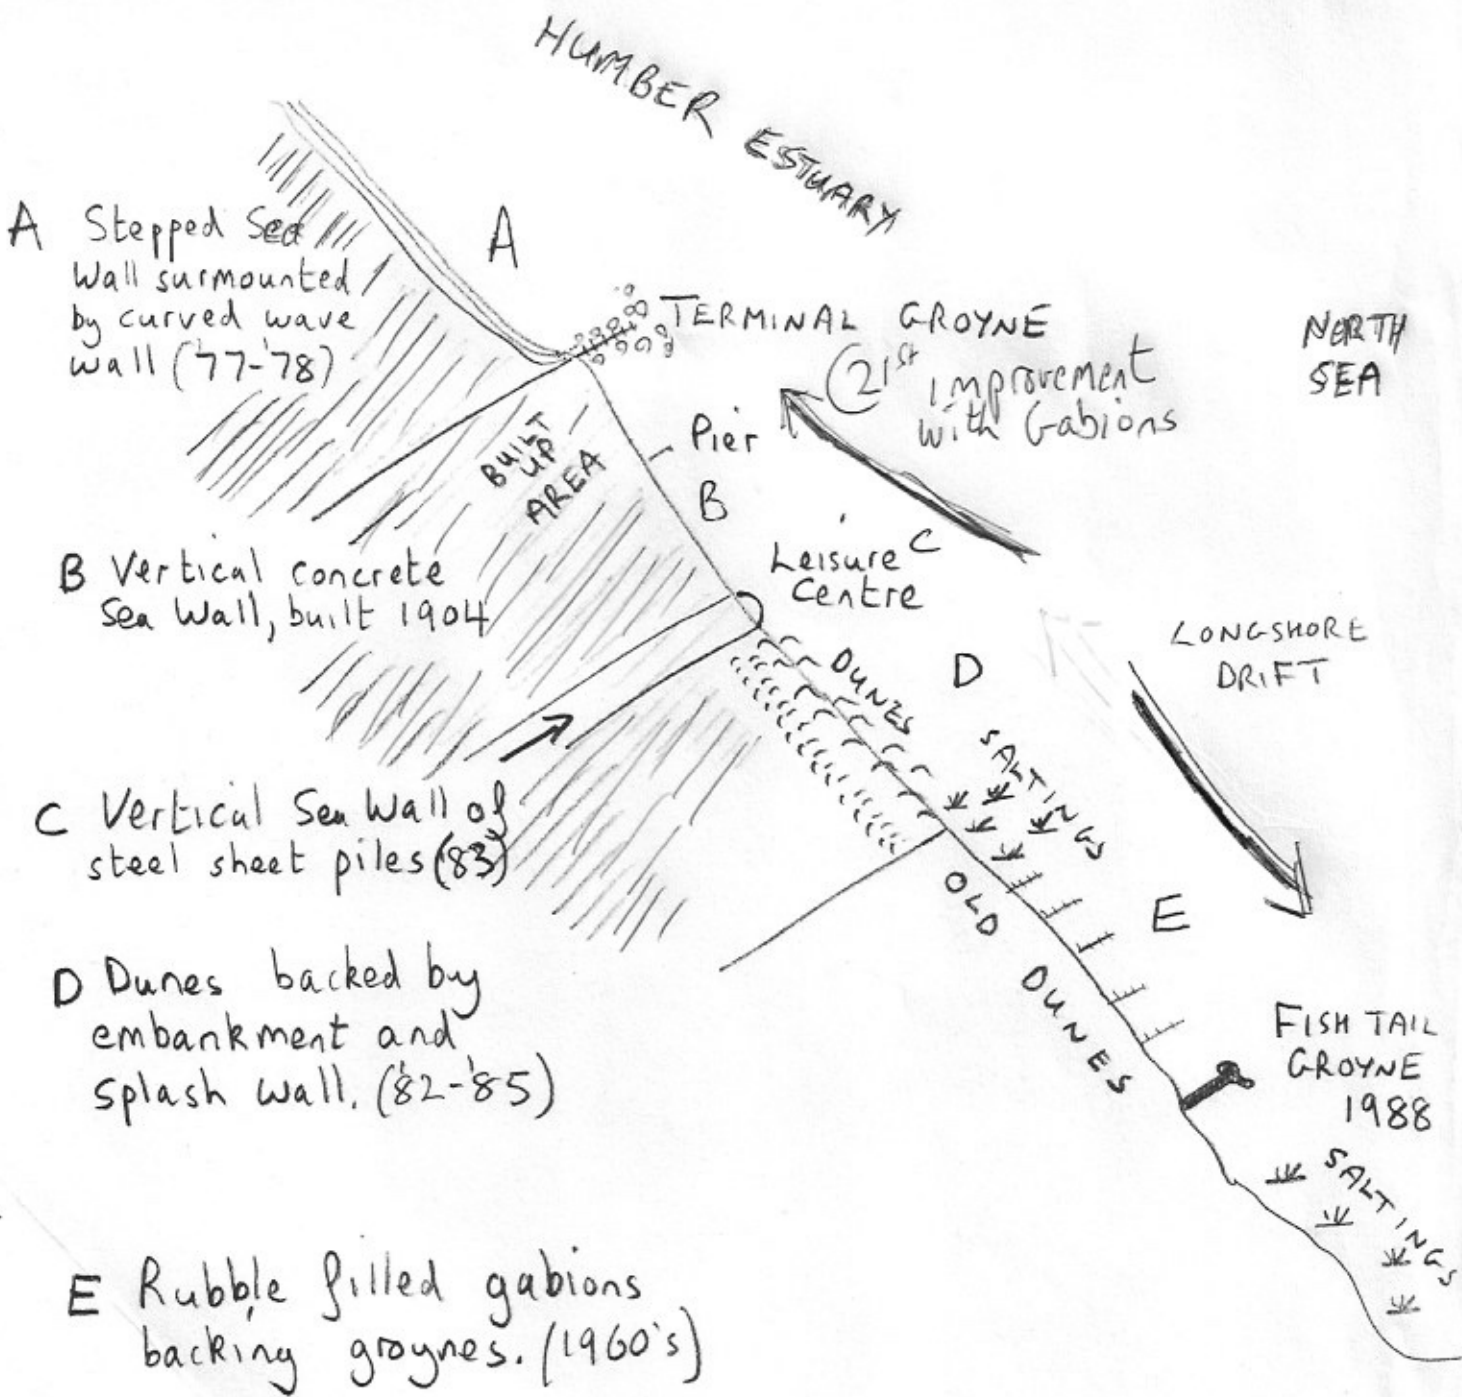 HUMBER ESTUARY
A Stepped Sea
Wall surmounted
by curved wave
wall ('77-'78)
A
TERMINAL GROYNE
21st improvement
with Gabions
NORTH
SEA
BUILT
UP
AREA
Pier
B
B Vertical concrete
Sea Wall, built 1904
Leisure
Centre
C
LONGSHORE
DRIFT
DUNES
D
SALTINGS
C Vertical Sea Wall of
steel sheet piles ('83)
OLD DUNES
E
D Dunes backed by
embankment and
splash wall. ('82-'85)
FISH TAIL
GROYNE
1988
SALTINGS
E Rubble filled gabions
backing groynes. (1960's)